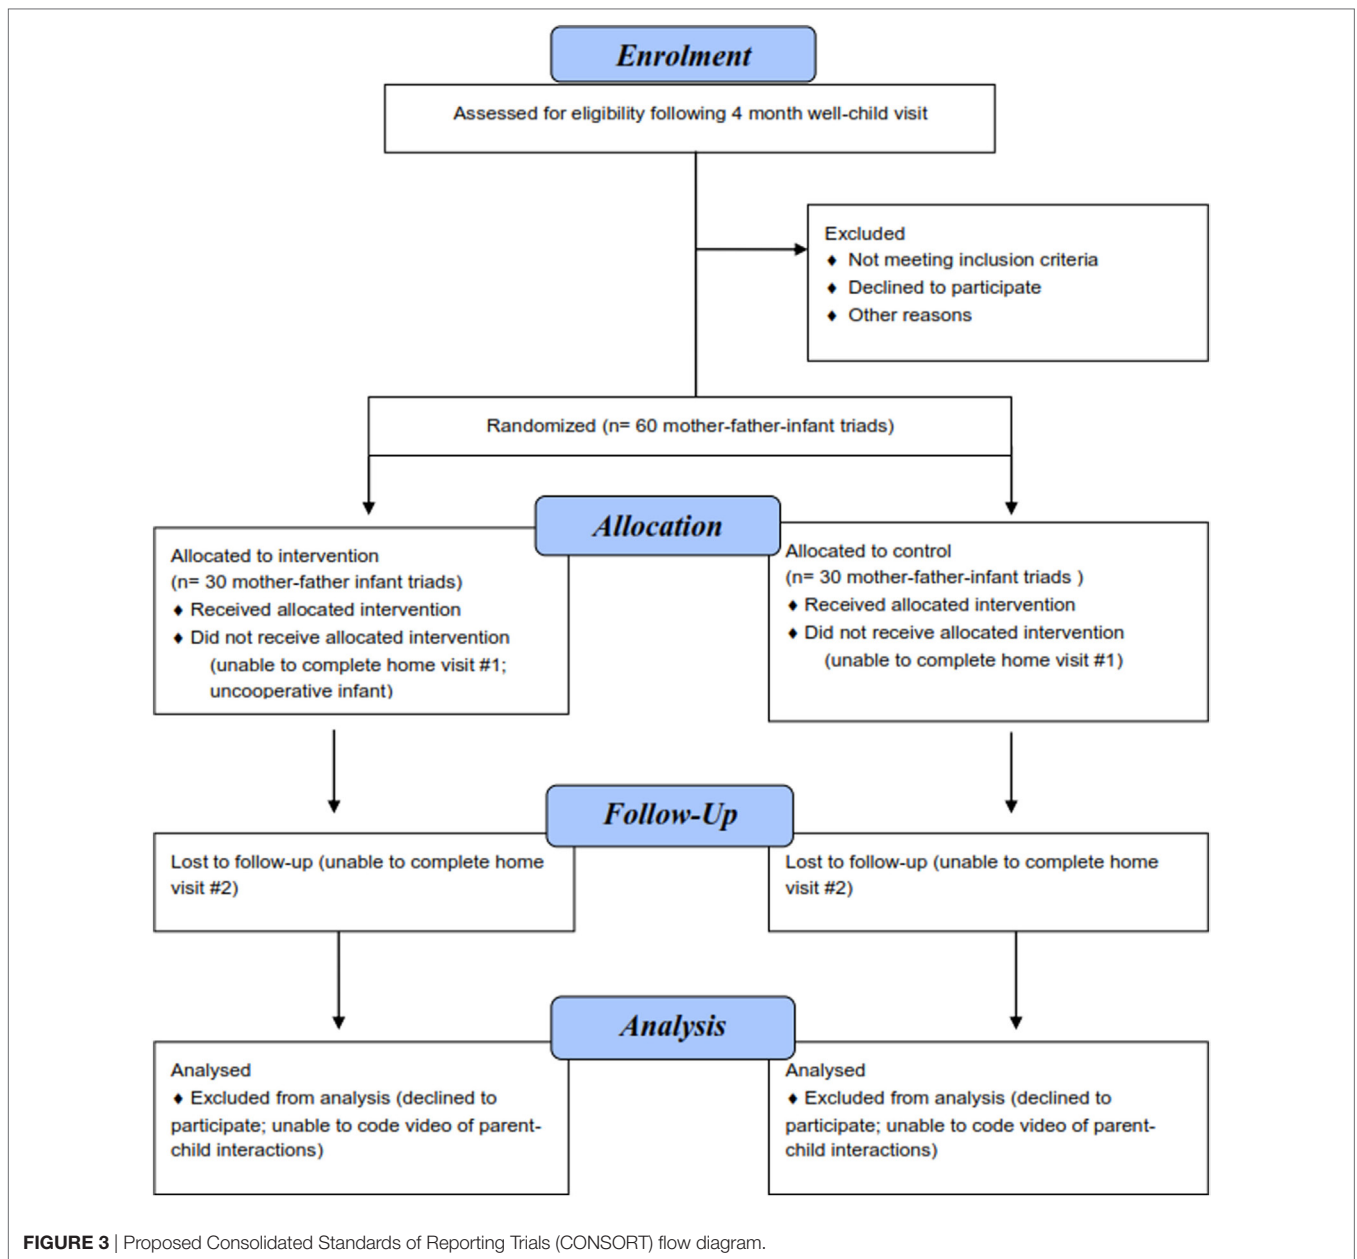 Enrolment
Assessed for eligibility following 4 month well-child visit
Excluded
♦ Not meeting inclusion criteria
♦ Declined to participate
♦ Other reasons
Randomized (n= 60 mother-father-infant triads)
Allocation
Allocated to intervention
(n= 30 mother-father infant triads)
♦ Received allocated intervention
♦ Did not receive allocated intervention
(unable to complete home visit #1;
uncooperative infant)
Allocated to control
(n= 30 mother-father-infant triads )
♦ Received allocated intervention
♦ Did not receive allocated intervention
(unable to complete home visit #1)
Follow-Up
Lost to follow-up (unable to complete home
visit #2)
Lost to follow-up (unable to complete home
visit #2)
Analysis
Analysed
♦ Excluded from analysis (declined to
participate; unable to code video of parent-
child interactions)
Analysed
♦ Excluded from analysis (declined to
participate; unable to code video of parent-
child interactions)
FIGURE 3 | Proposed Consolidated Standards of Reporting Trials (CONSORT) flow diagram.